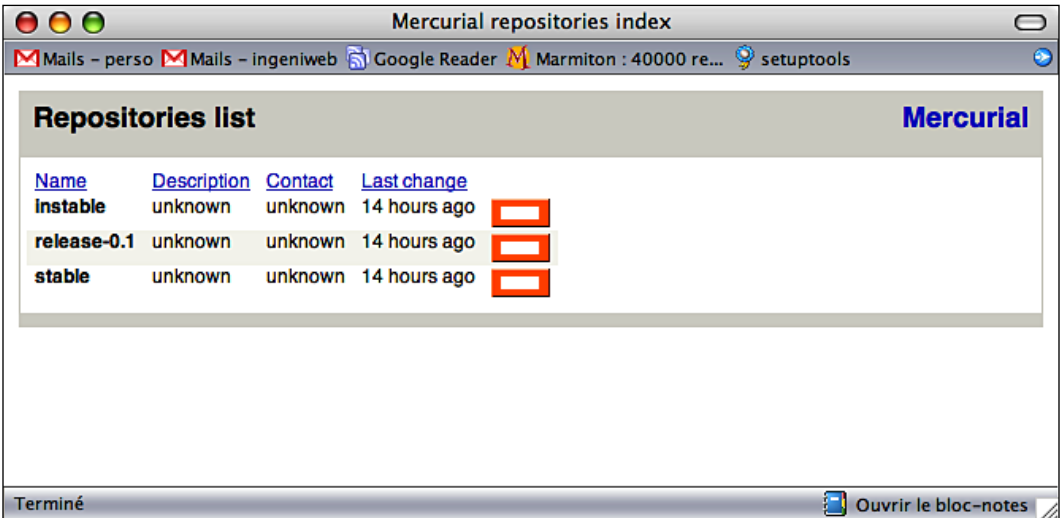 Mercurial repositories index
Mails – perso Mails – ingeniweb Google Reader Marmiton : 40000 re... setuptools
Repositories list Mercurial
Name Description Contact Last change
instable unknown unknown 14 hours ago
release-0.1 unknown unknown 14 hours ago
stable unknown unknown 14 hours ago
Terminé Ouvrir le bloc-notes